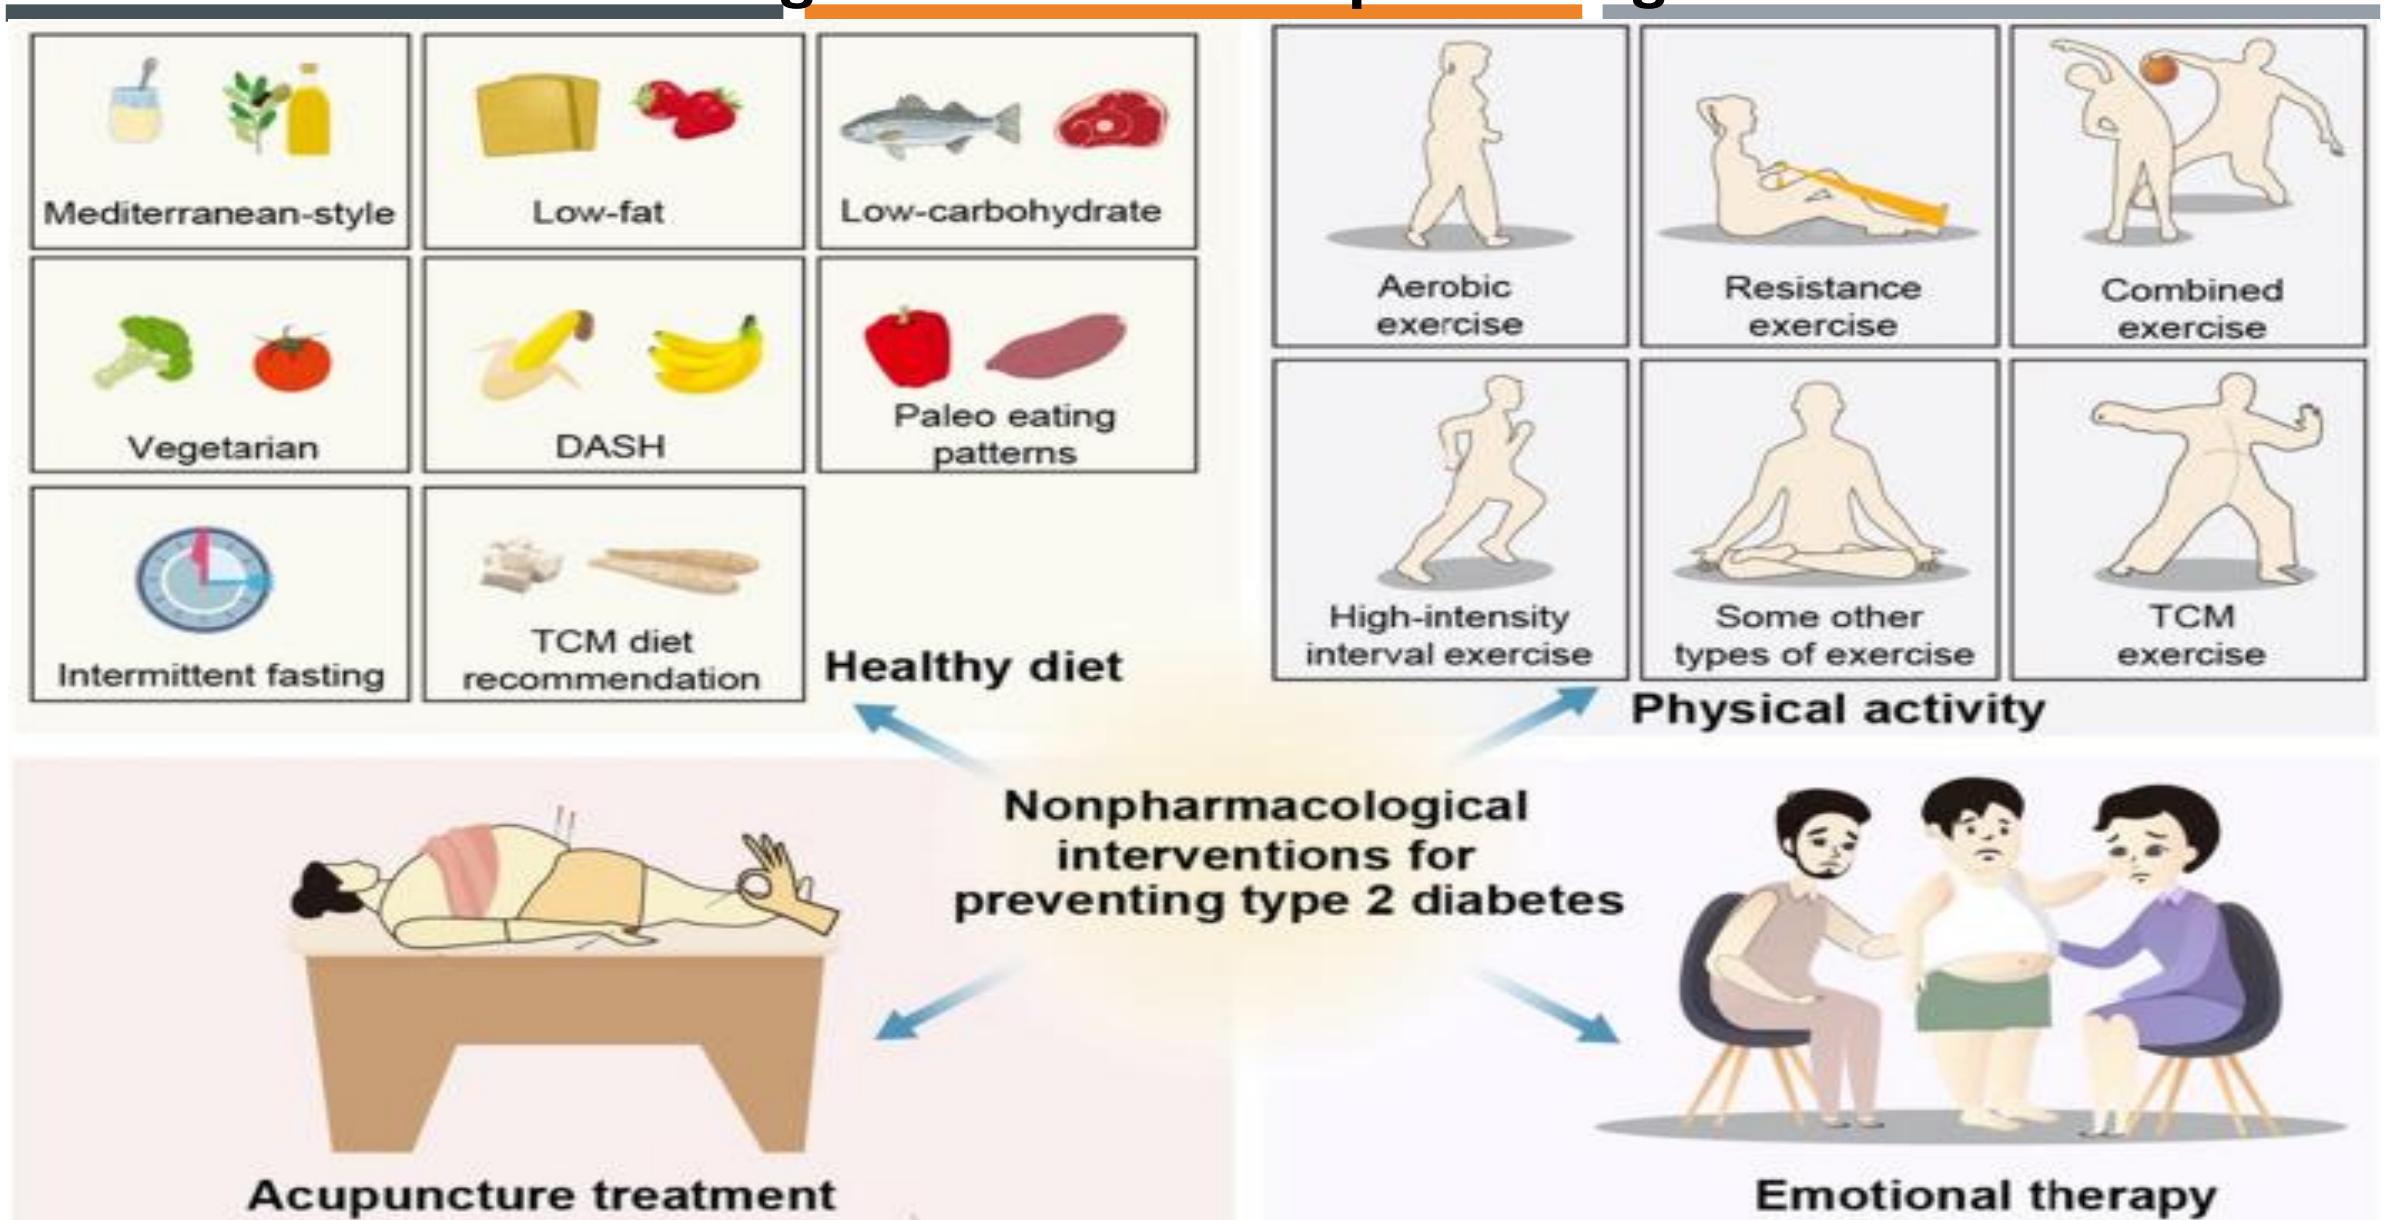 Mediterranean-style
Low-fat
Low-carbohydrate
Vegetarian
DASH
Paleo eating
patterns
Intermittent fasting
TCM diet
recommendation
Healthy diet
Aerobic
exercise
Resistance
exercise
Combined
exercise
High-intensity
interval exercise
Some other
types of exercise
TCM
exercise
Physical activity
Nonpharmacological
interventions for
preventing type 2 diabetes
Acupuncture treatment
Emotional therapy